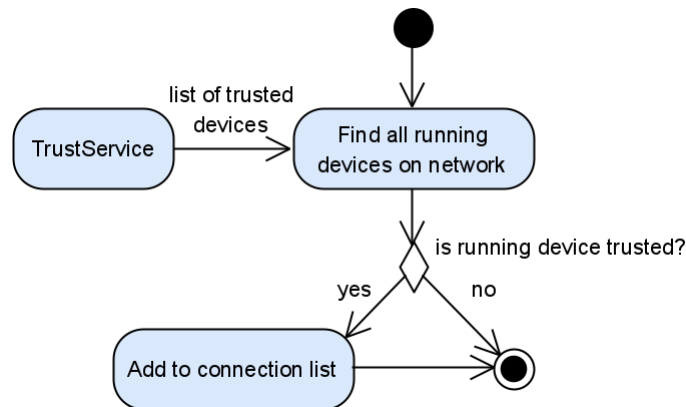 list of trusted
devices
TrustService
Find all running
devices on network
is running device trusted?
yes
no
Add to connection list